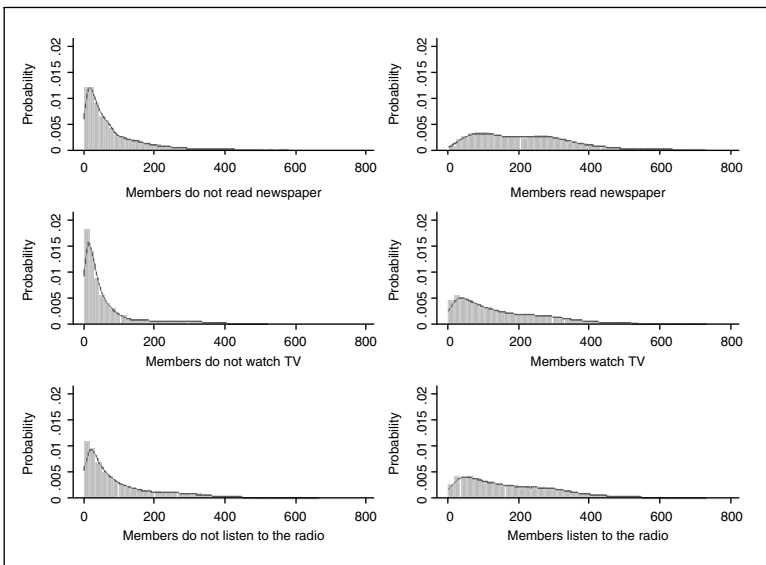 Probability
0 .005 .01 .015 .02
0 200 400 600 800
Members do not read newspaper
Probability
0 .005 .01 .015 .02
0 200 400 600 800
Members read newspaper
Probability
0 .005 .01 .015 .02
0 200 400 600 800
Members do not watch TV
Probability
0 .005 .01 .015 .02
0 200 400 600 800
Members watch TV
Probability
0 .005 .01 .015 .02
0 200 400 600 800
Members do not listen to the radio
Probability
0 .005 .01 .015 .02
0 200 400 600 800
Members listen to the radio